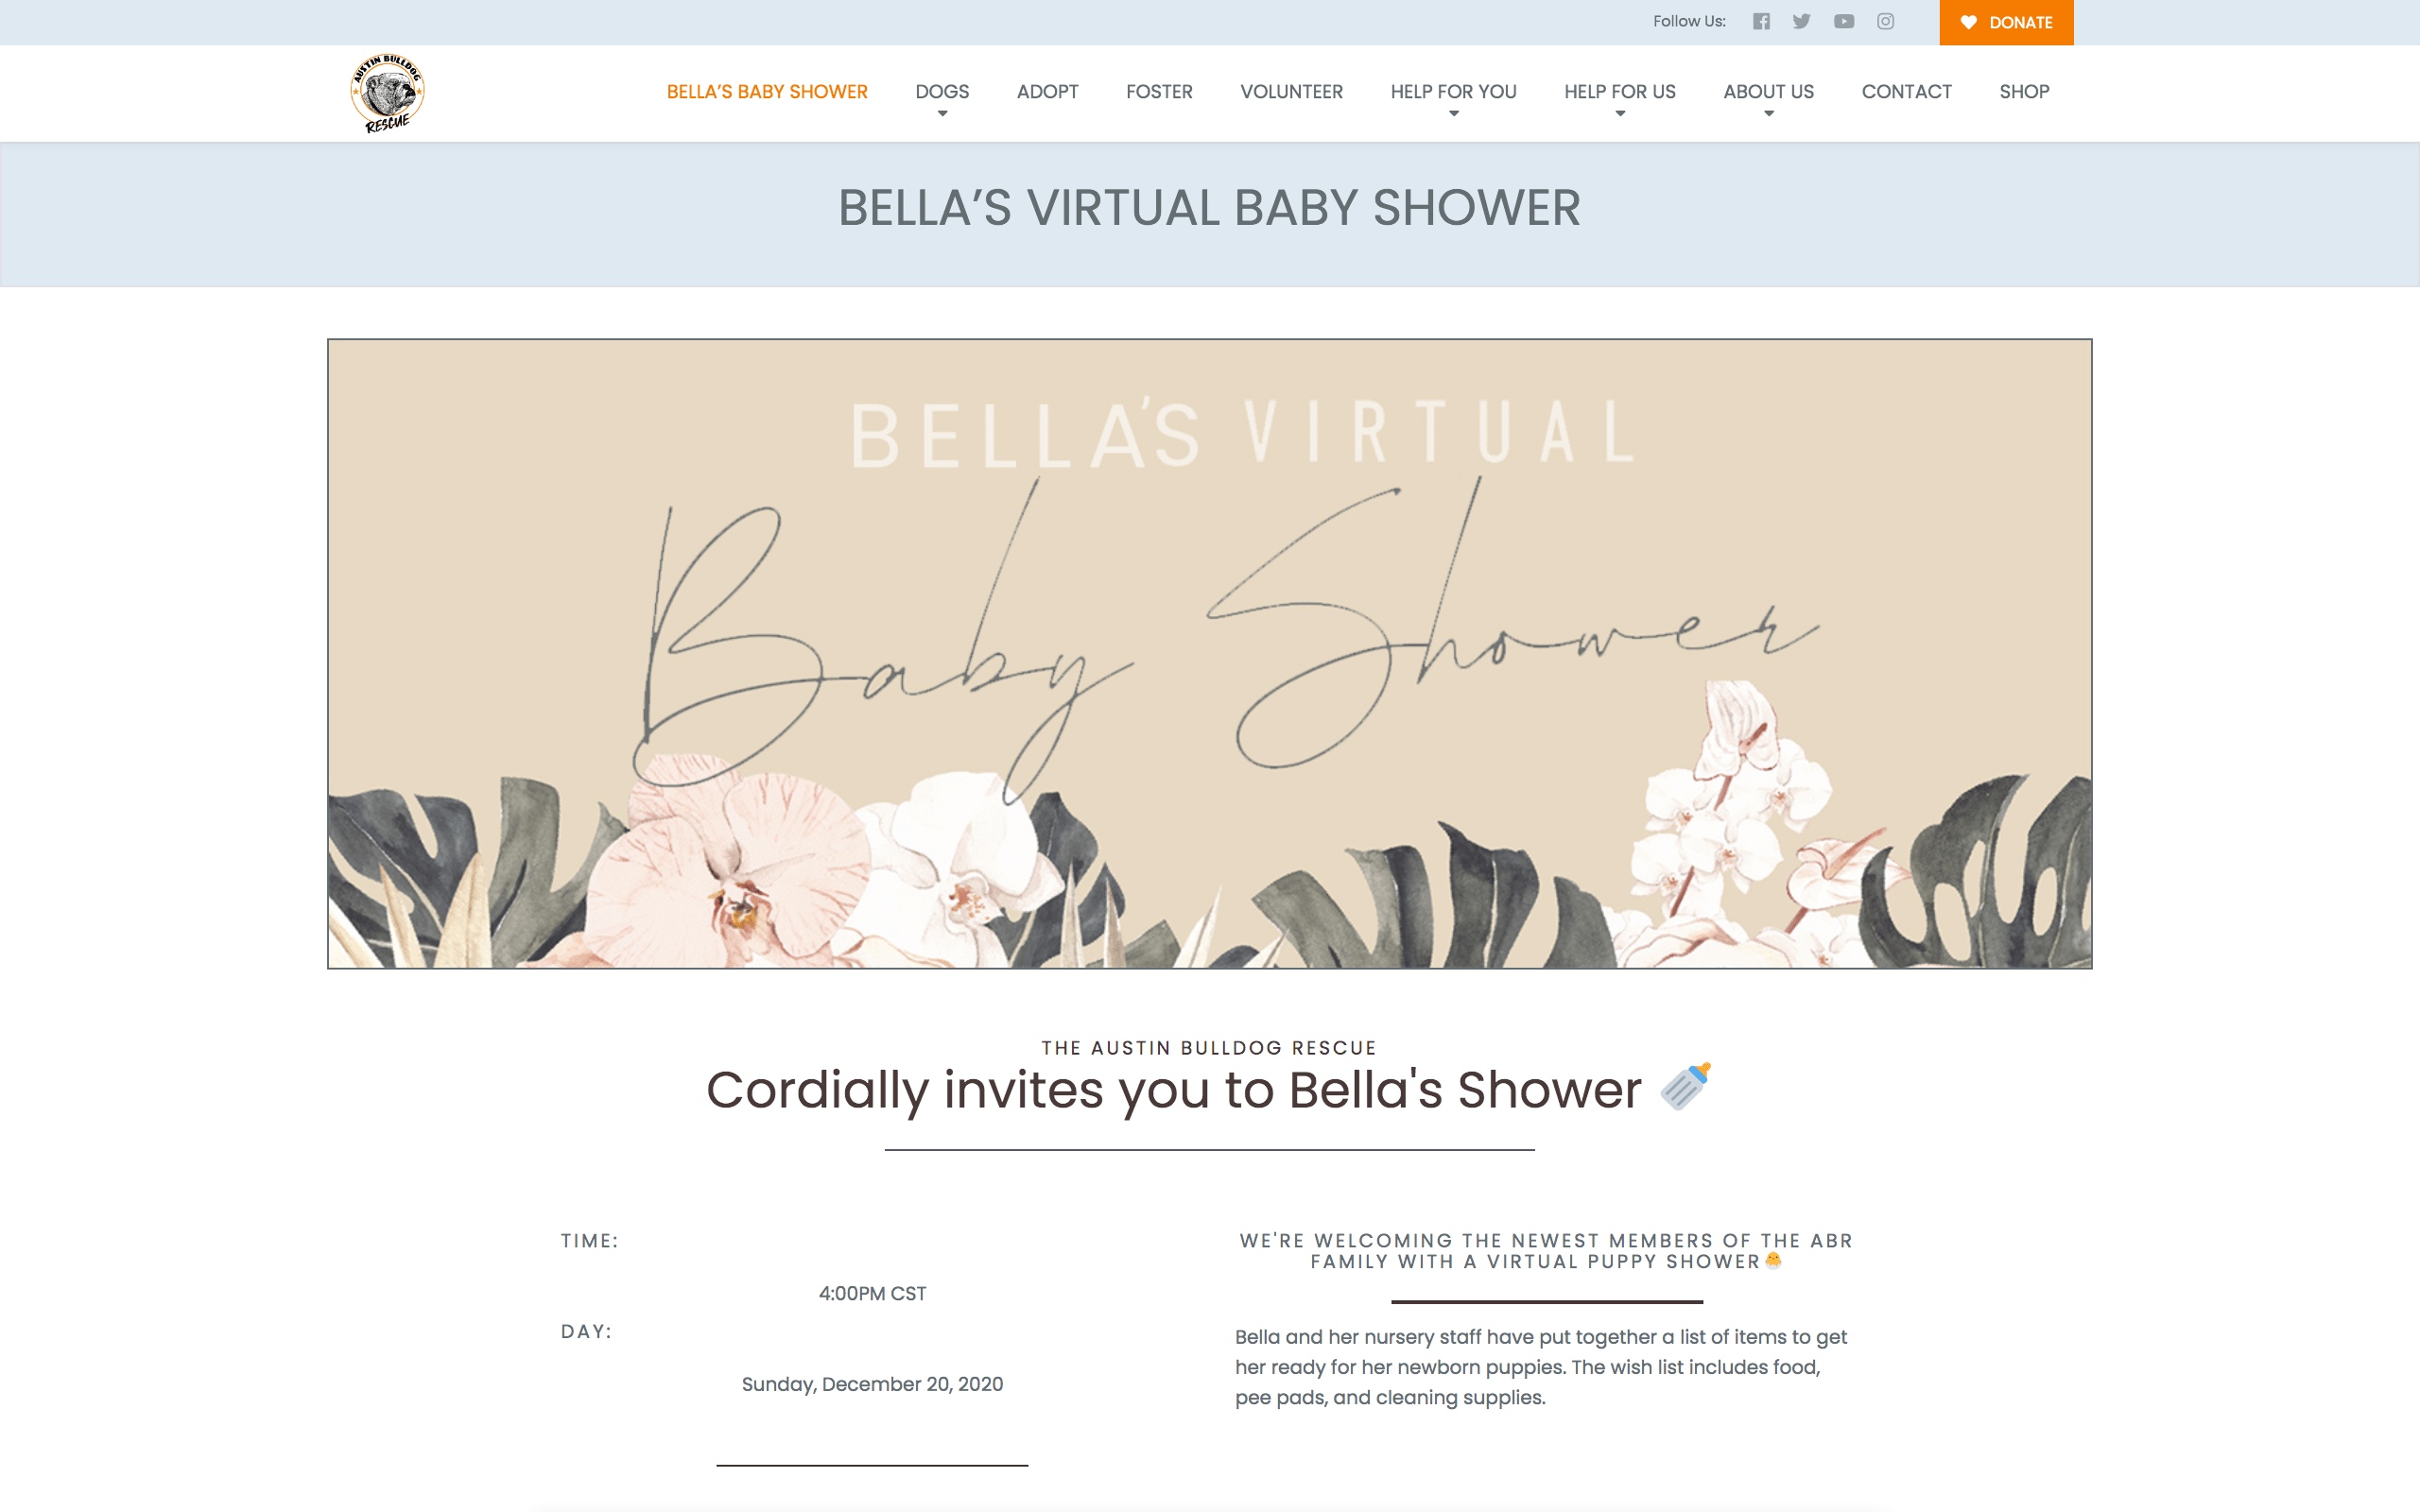 Follow Us:
DONATE
AUSTIN BULLDOG
RESCUE
BELLA’S BABY SHOWER
DOGS
ADOPT
FOSTER
VOLUNTEER
HELP FOR YOU
HELP FOR US
ABOUT US
CONTACT
SHOP
BELLA’S VIRTUAL BABY SHOWER
BELLA’S VIRTUAL
Baby Shower
THE AUSTIN BULLDOG RESCUE
Cordially invites you to Bella's Shower 🍼
TIME:
4:00PM CST
DAY:
Sunday, December 20, 2020
WE'RE WELCOMING THE NEWEST MEMBERS OF THE ABR
FAMILY WITH A VIRTUAL PUPPY SHOWER🐣
Bella and her nursery staff have put together a list of items to get
her ready for her newborn puppies. The wish list includes food,
pee pads, and cleaning supplies.